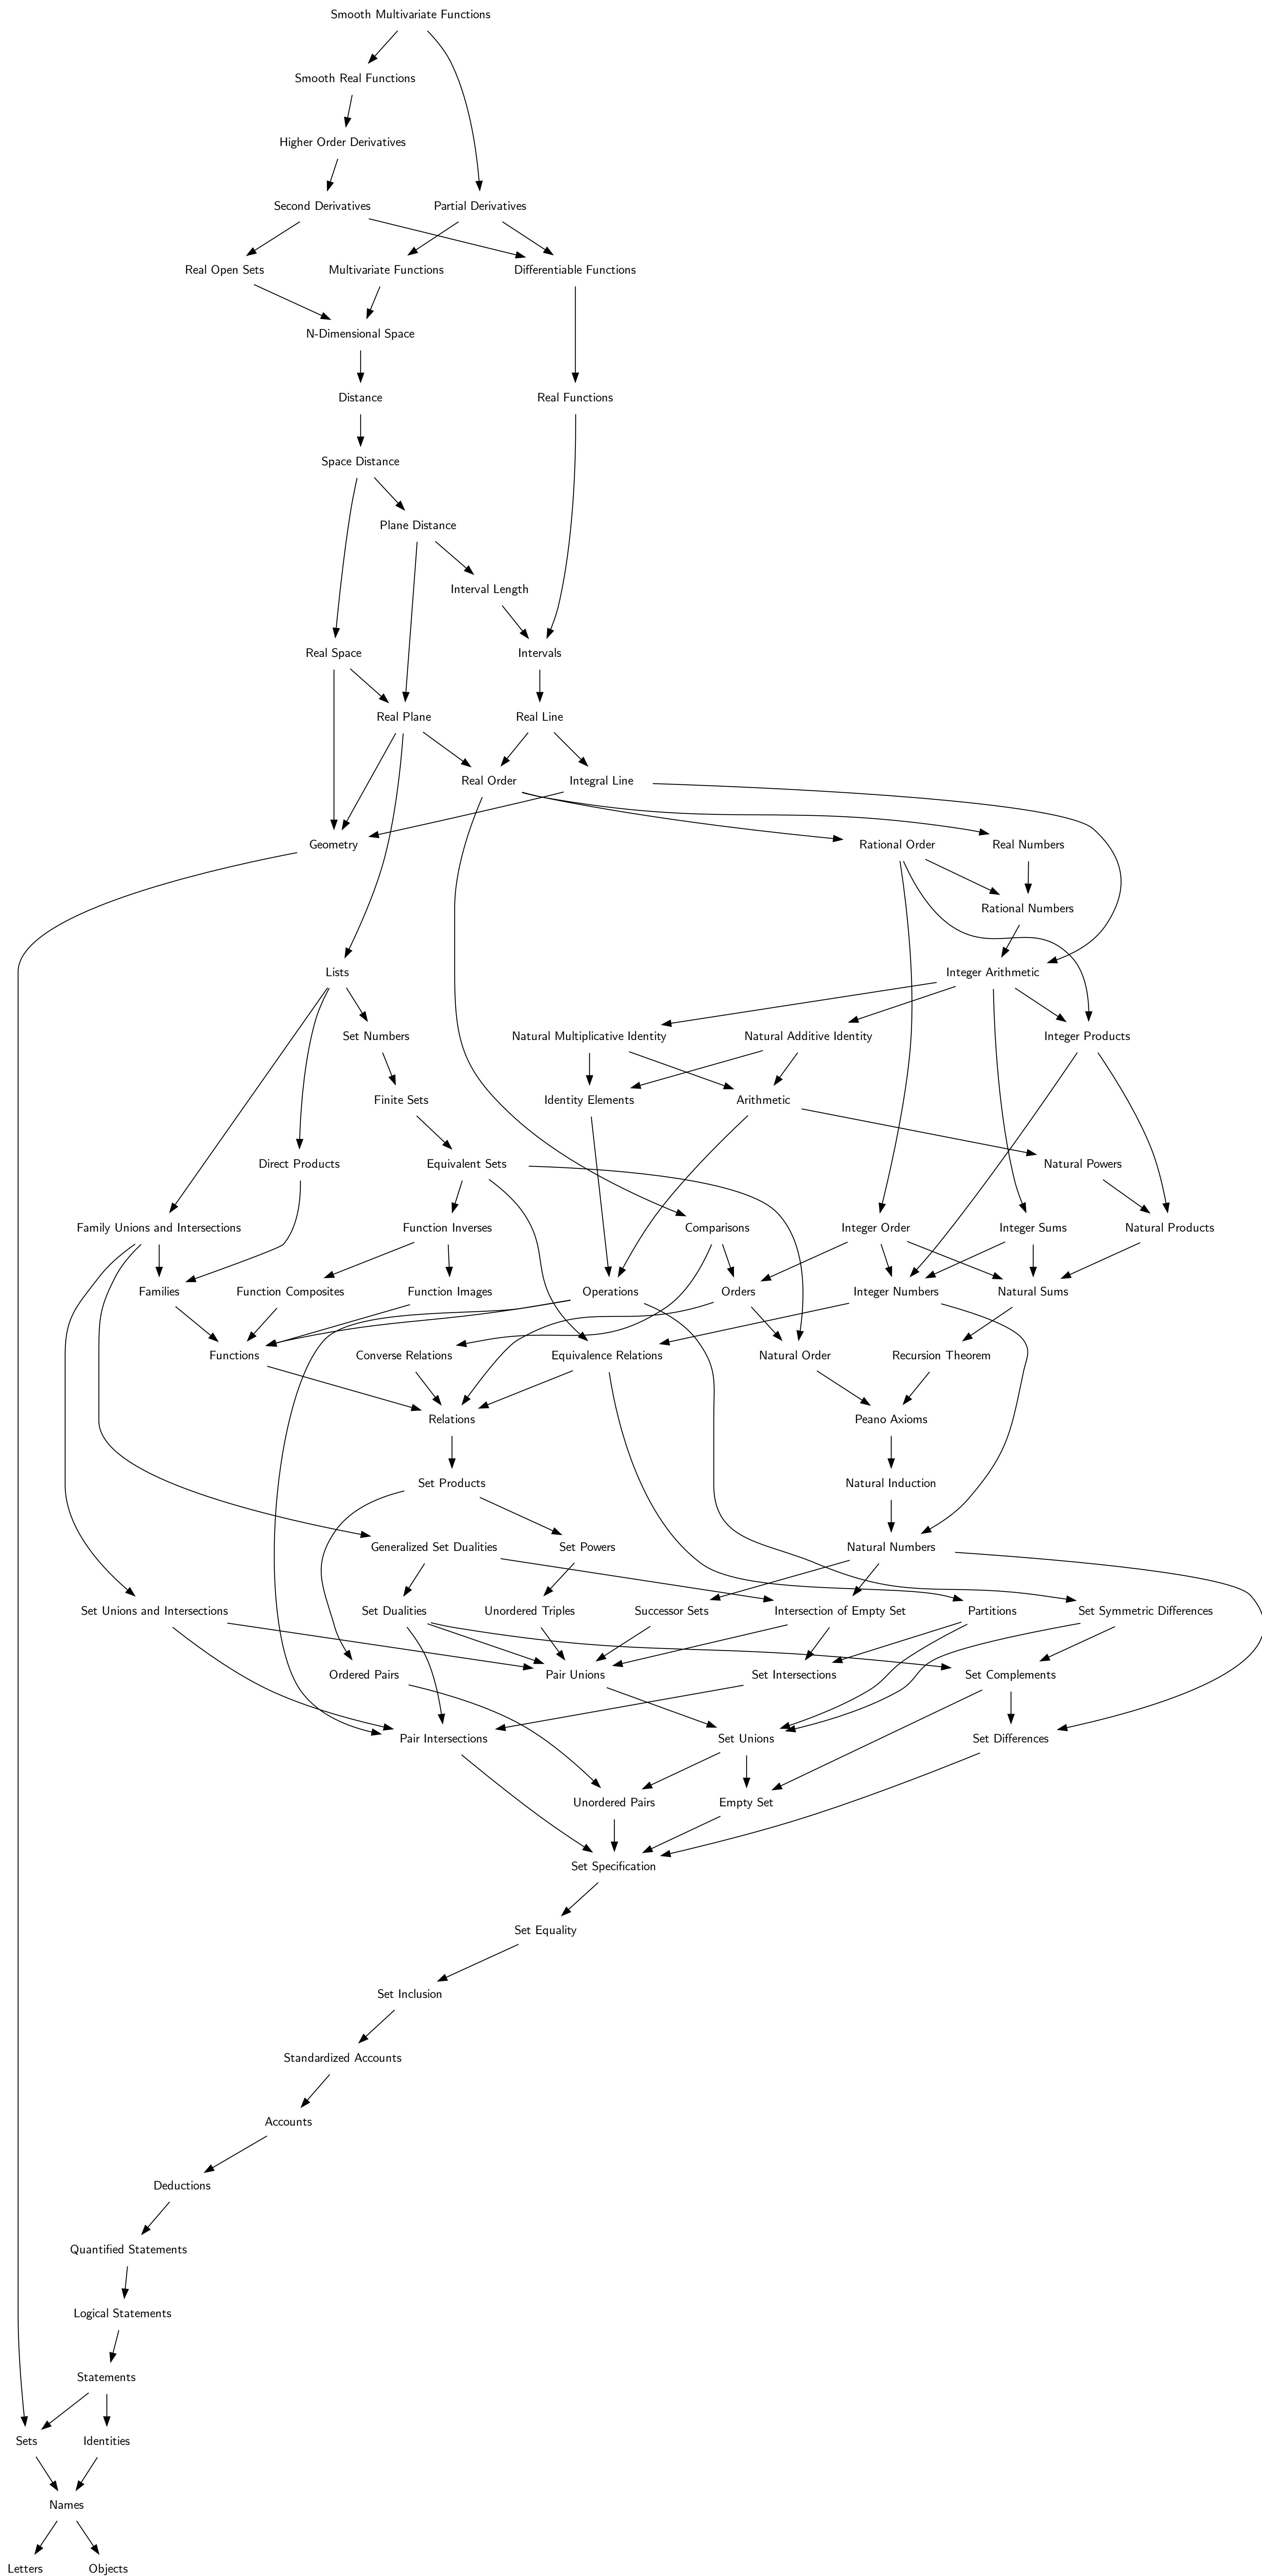 Smooth Multivariate Functions
Smooth Real Functions
Higher Order Derivatives
Second Derivatives
Partial Derivatives
Real Open Sets
Multivariate Functions
Differentiable Functions
N-Dimensional Space
Distance
Real Functions
Space Distance
Plane Distance
Interval Length
Real Space
Intervals
Real Plane
Real Line
Real Order
Integral Line
Geometry
Rational Order
Real Numbers
Rational Numbers
Lists
Integer Arithmetic
Set Numbers
Natural Multiplicative Identity
Natural Additive Identity
Integer Products
Finite Sets
Identity Elements
Arithmetic
Direct Products
Equivalent Sets
Natural Powers
Family Unions and Intersections
Function Inverses
Comparisons
Integer Order
Integer Sums
Natural Products
Families
Function Composites
Function Images
Operations
Orders
Integer Numbers
Natural Sums
Functions
Converse Relations
Equivalence Relations
Natural Order
Recursion Theorem
Relations
Peano Axioms
Set Products
Natural Induction
Generalized Set Dualities
Set Powers
Natural Numbers
Set Unions and Intersections
Set Dualities
Unordered Triples
Successor Sets
Intersection of Empty Set
Partitions
Set Symmetric Differences
Ordered Pairs
Pair Unions
Set Intersections
Set Complements
Pair Intersections
Set Unions
Set Differences
Unordered Pairs
Empty Set
Set Specification
Set Equality
Set Inclusion
Standardized Accounts
Accounts
Deductions
Quantified Statements
Logical Statements
Statements
Sets
Identities
Names
Letters
Objects